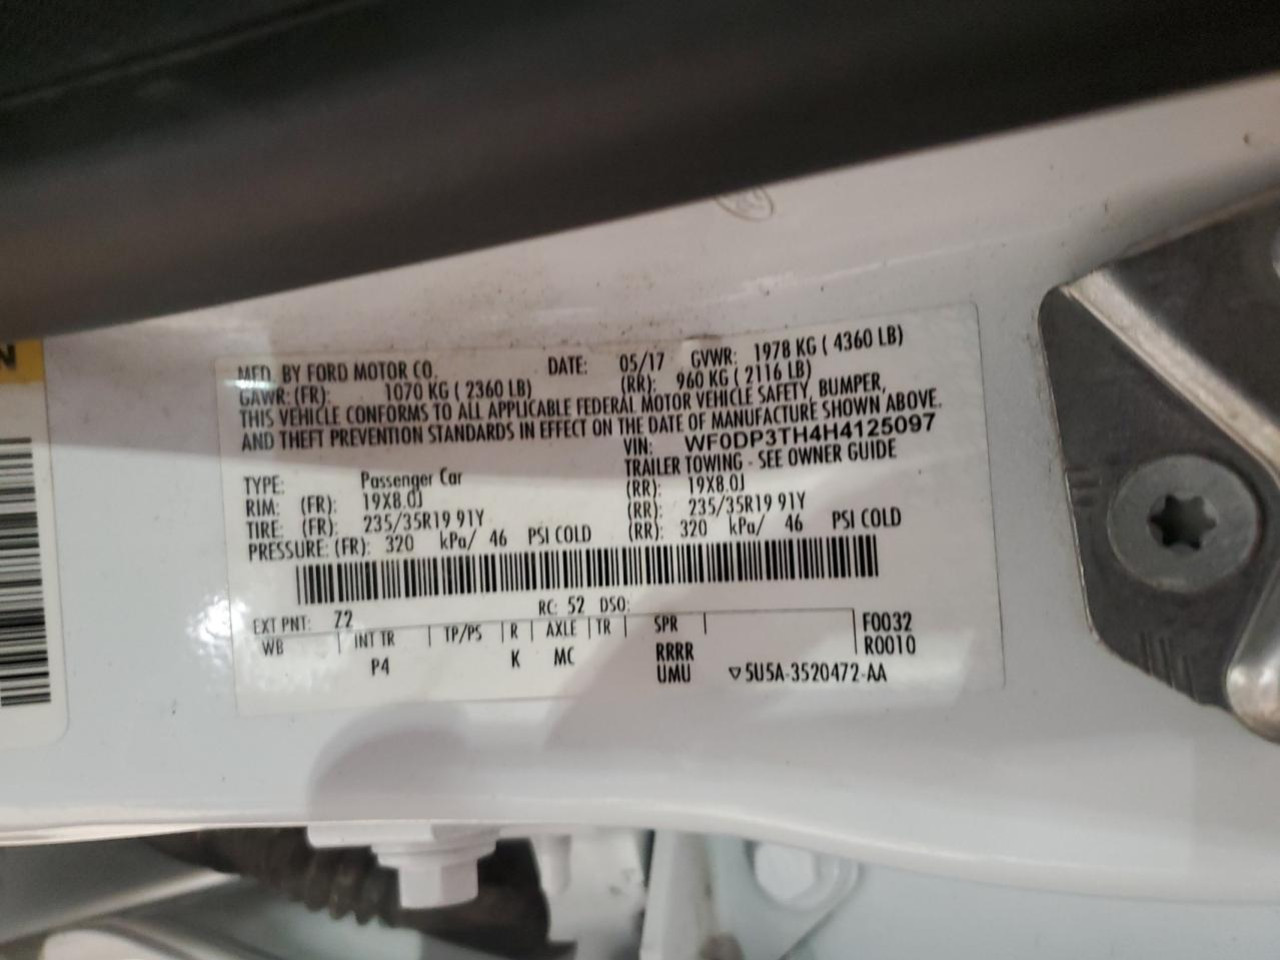 N
MFD. BY FORD MOTOR CO. DATE: 05/17 GVWR: 1978 KG ( 4360 LB)
GAWR: (FR): 1070 KG ( 2360 LB) (RR): 960 KG ( 2116 LB)
THIS VEHICLE CONFORMS TO ALL APPLICABLE FEDERAL MOTOR VEHICLE SAFETY, BUMPER,
AND THEFT PREVENTION STANDARDS IN EFFECT ON THE DATE OF MANUFACTURE SHOWN ABOVE.
VIN: WF0DP3TH4H4125097
TRAILER TOWING - SEE OWNER GUIDE
TYPE: Passenger Car
RIM: (FR): 19X8.0J (RR): 19X8.0J
TIRE: (FR): 235/35R19 91Y (RR): 235/35R19 91Y
PRESSURE: (FR): 320 kPa/ 46 PSI COLD (RR): 320 kPa/ 46 PSI COLD
EXT PNT: Z2 RC: 52 DSO:
WB INT TR TP/PS R AXLE TR SPR F0032
P4 K MC RRRR R0010
UMU ▽5U5A-3520472-AA